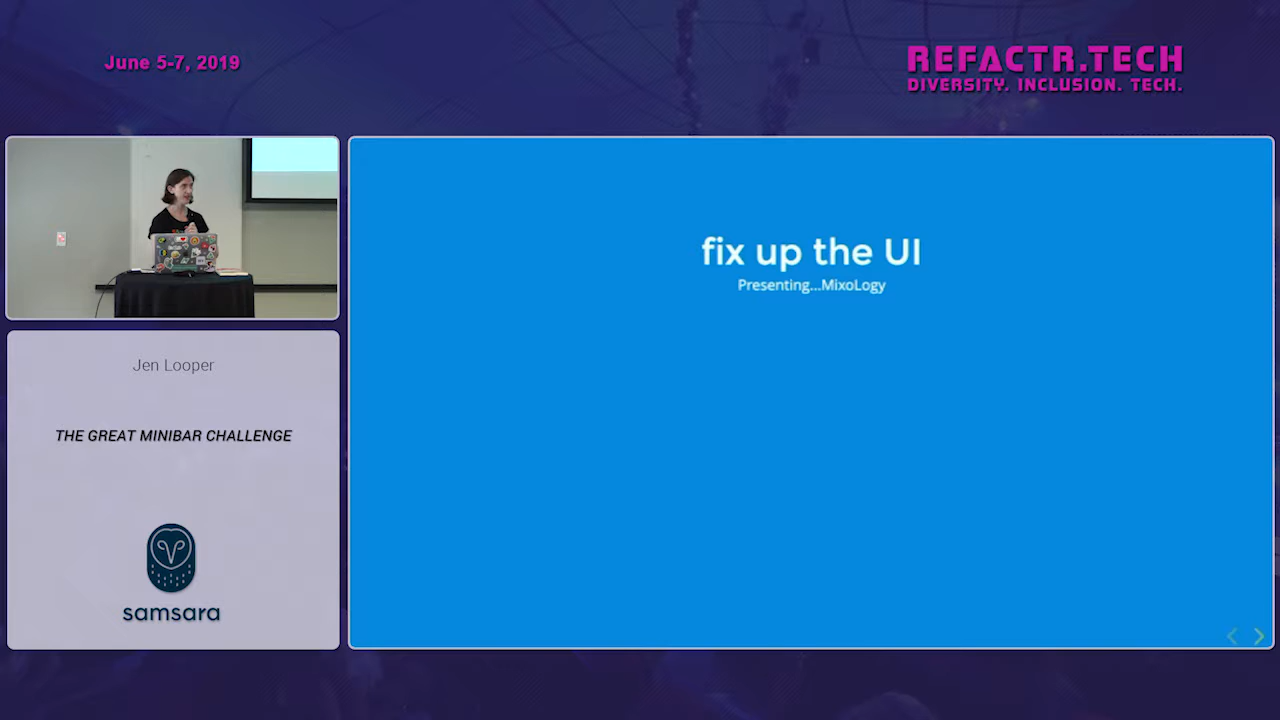 June 5-7, 2019
REFACTR.TECH
DIVERSITY. INCLUSION. TECH.
Jen Looper
THE GREAT MINIBAR CHALLENGE
samsara
fix up the UI
Presenting...MixoLogy